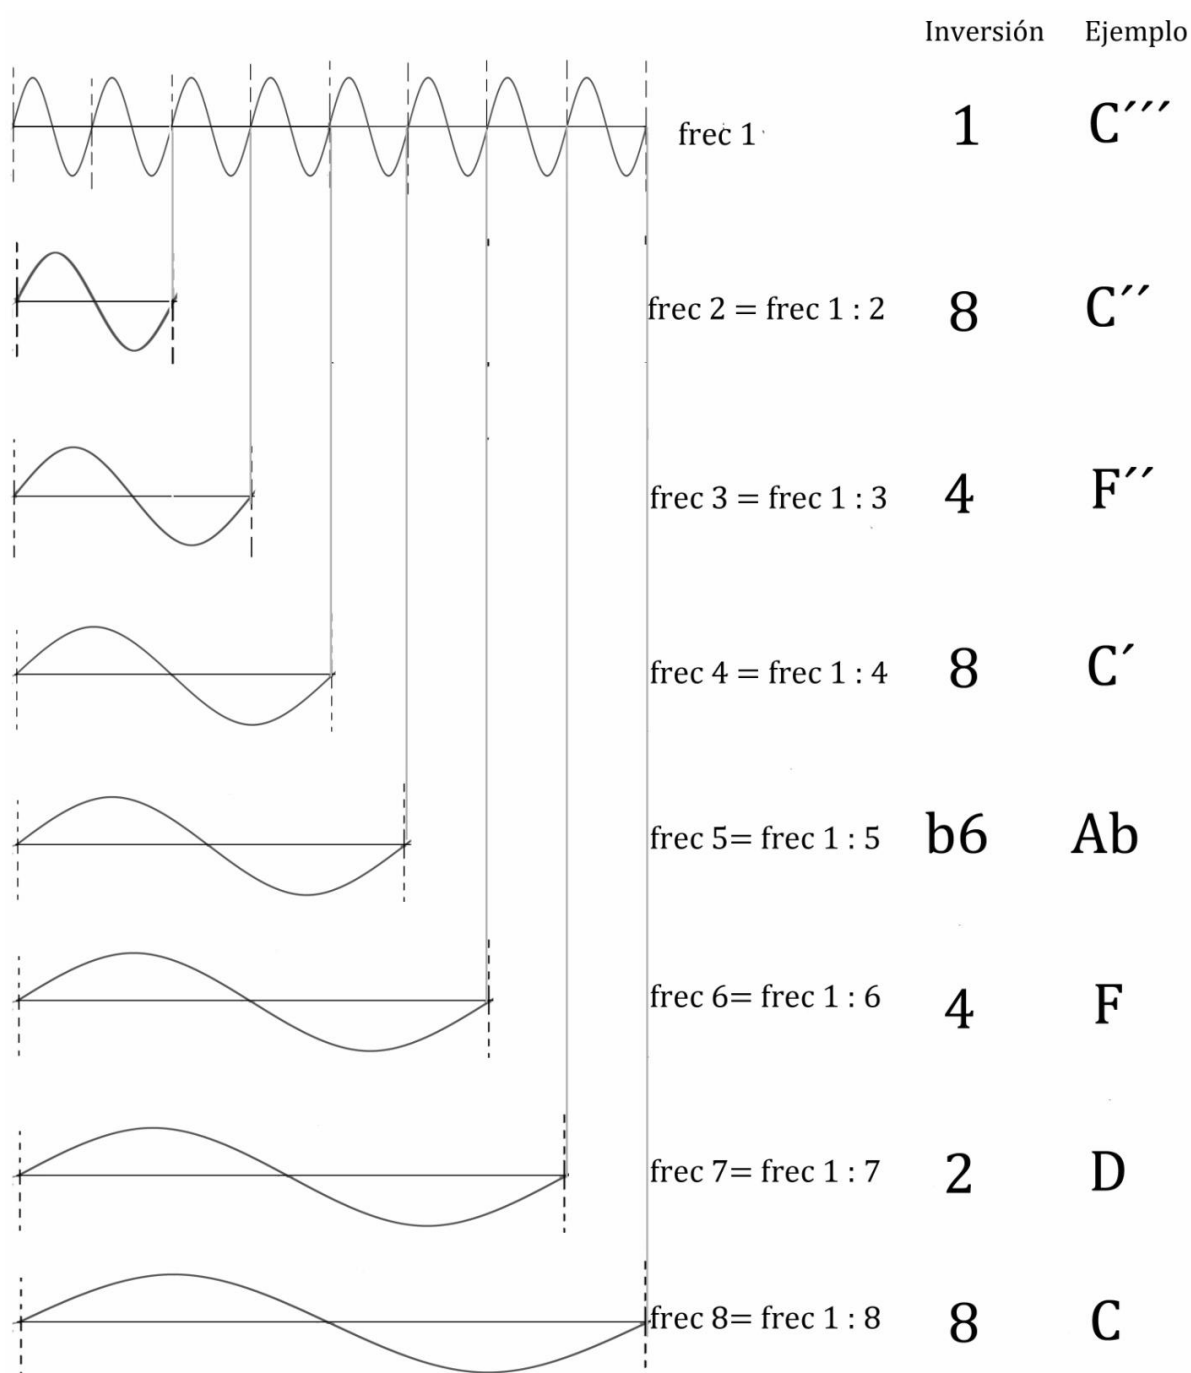 Inversión Ejemplo
frec 1 1 C´´´
frec 2 = frec 1 : 2 8 C´´
frec 3 = frec 1 : 3 4 F´´
frec 4 = frec 1 : 4 8 C´
frec 5= frec 1 : 5 b6 Ab
frec 6= frec 1 : 6 4 F
frec 7= frec 1 : 7 2 D
frec 8= frec 1 : 8 8 C